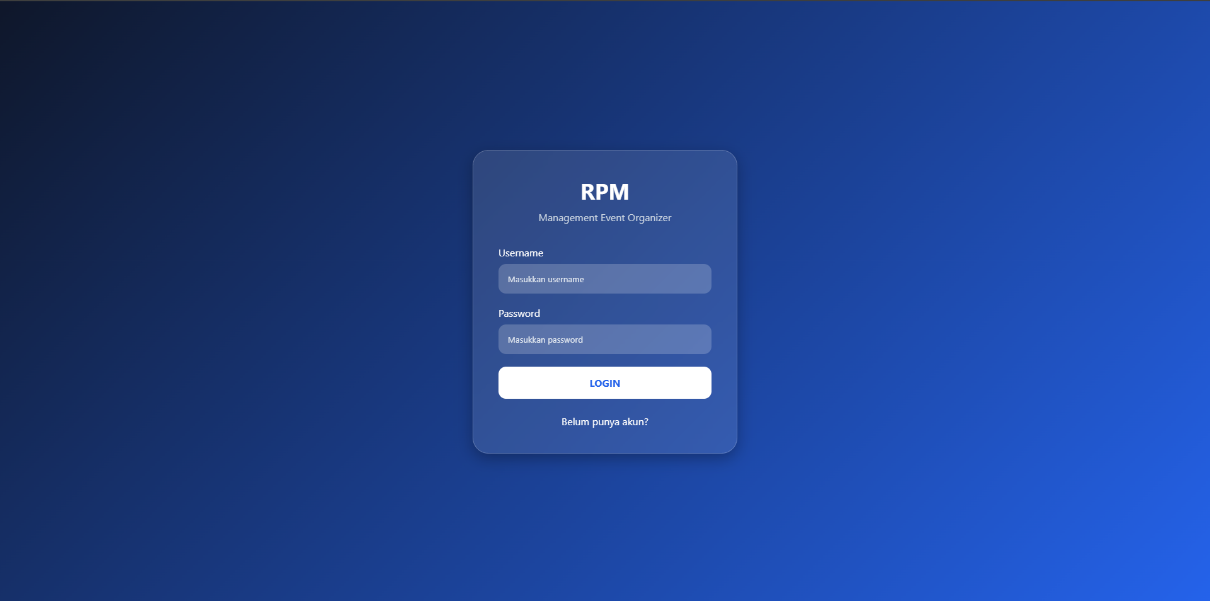 RPM
Management Event Organizer
Username
Masukkan username
Password
Masukkan password
LOGIN
Belum punya akun?